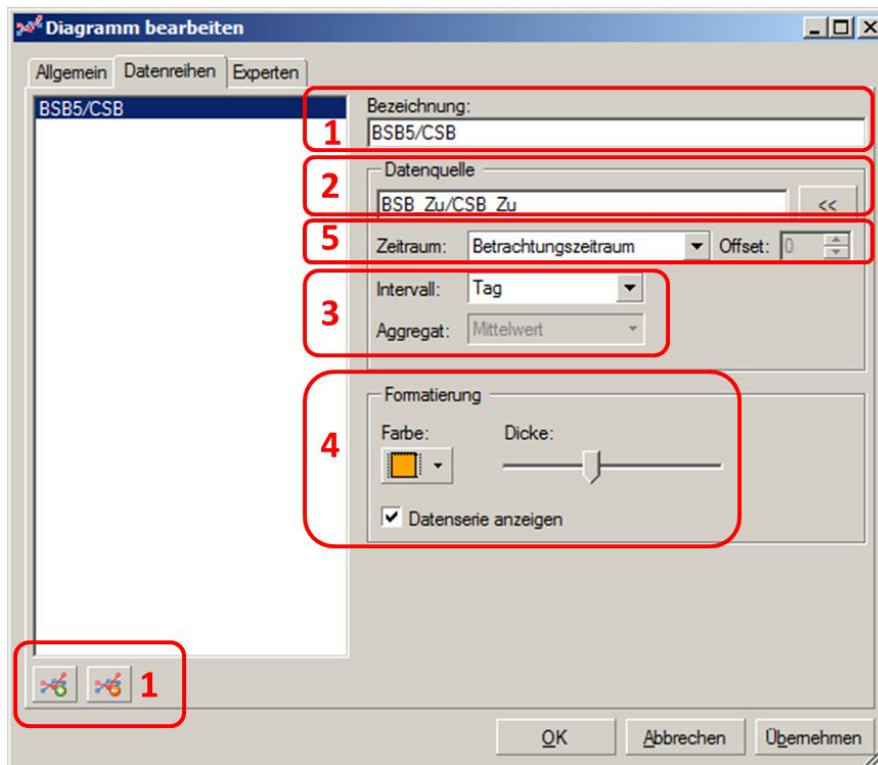 Diagramm bearbeiten
Allgemein Datenreihen Experten
BSB5/CSB
Bezeichnung:
1 BSB5/CSB
2 Datenquelle
BSB_Zu/CSB_Zu <<
5 Zeitraum: Betrachtungszeitraum Offset: 0
3 Intervall: Tag
Aggregat: Mittelwert
4 Formatierung
Farbe: Dicke:
Datenserie anzeigen
1
OK Abbrechen Übernehmen